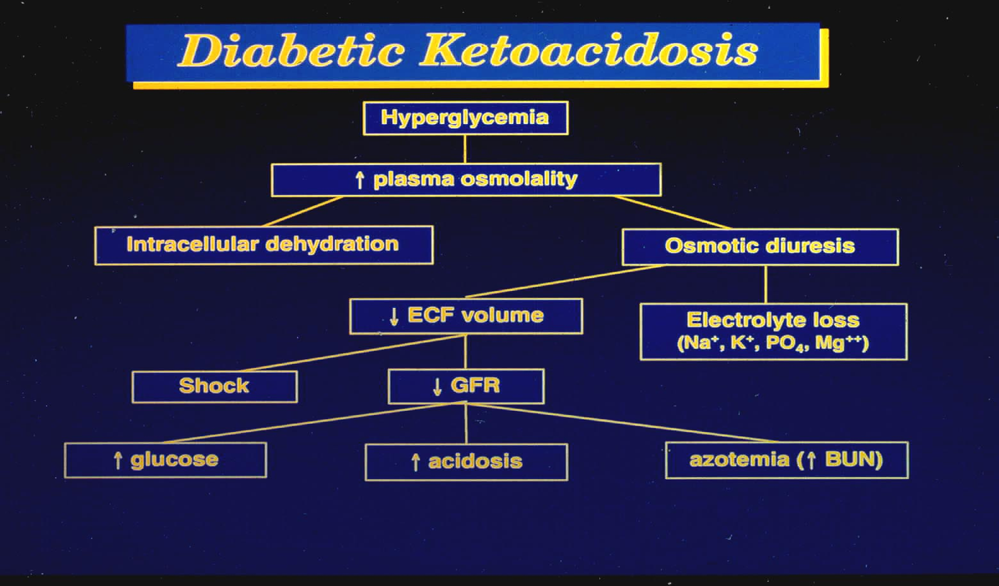 Diabetic Ketoacidosis
Hyperglycemia
↑ plasma osmolality
Intracellular dehydration
Osmotic diuresis
↓ ECF volume
Electrolyte loss
(Na⁺, K⁺, PO₄, Mg⁺⁺)
Shock
↓ GFR
↑ glucose
↑ acidosis
azotemia (↑ BUN)